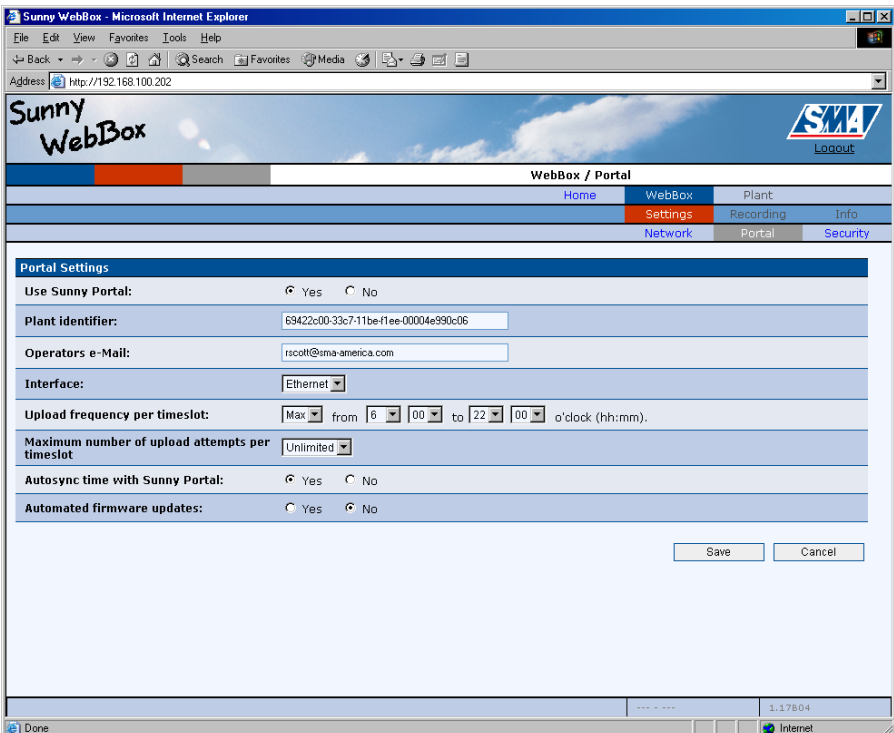 Sunny WebBox - Microsoft Internet Explorer
File Edit View Favorites Tools Help
Back Search Favorites Media
Address http://192.168.100.202
Sunny
WebBox
SMA
Logout
WebBox / Portal
Home WebBox Plant
Settings Recording Info
Network Portal Security
Portal Settings
Use Sunny Portal: Yes No
Plant identifier: 69422c00-33c7-11be-f1ee-00004e990c06
Operators e-Mail: rscott@sma-america.com
Interface: Ethernet
Upload frequency per timeslot: Max from 6 00 to 22 00 o'clock (hh:mm).
Maximum number of upload attempts per
timeslot Unlimited
Autosync time with Sunny Portal: Yes No
Automated firmware updates: Yes No
Save Cancel
--- - --- 1.17B04
Done Internet